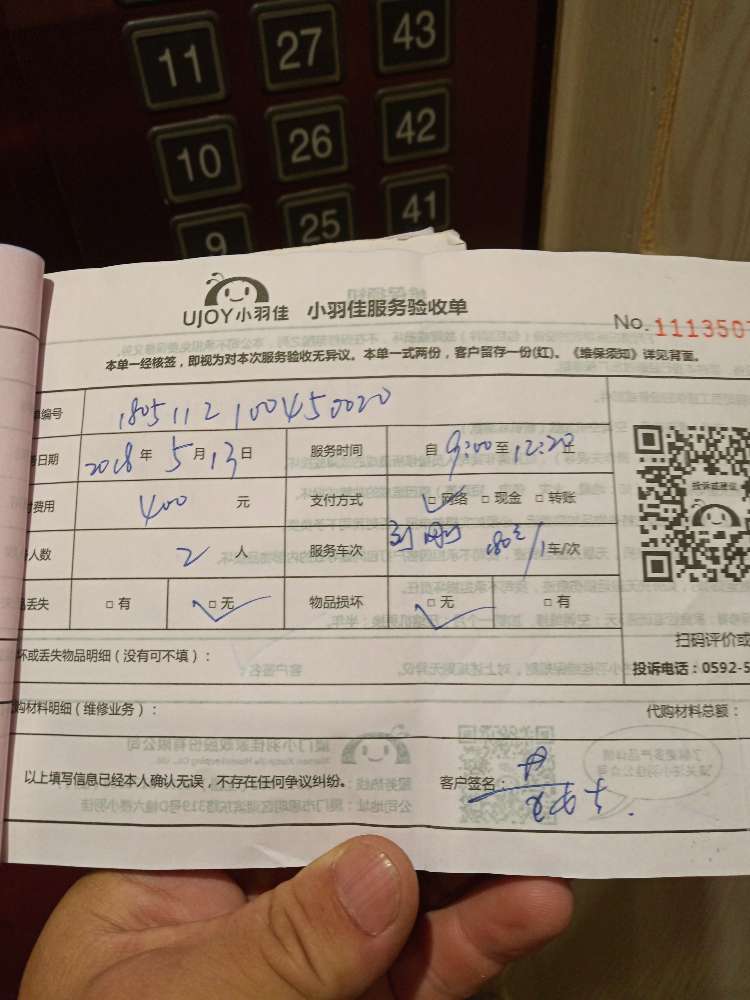 11 27 43
10 26 42
9 25 41
UJOY小羽佳 小羽佳服务验收单
No. 111350
本单一经核签，即视为对本次服务验收无异议。本单一式两份，客户留存一份(红)。《维保须知》详见背面。
编号 1805112100450020
日期 2018年5月13日 服务时间 自9:00至12:20止
费用 400 元 支付方式 □网络 □现金 □转账
人数 2 人 服务车次 1车/次
丢失 □有 □无 物品损坏 □无 □有
投诉或建议
扫码评价或
坏或丢失物品明细（没有可不填）：
投诉电话：0592-5
购材料明细（维修业务）： 代购材料总额：
以上填写信息已经本人确认无误，不存在任何争议纠纷。 客户签名：